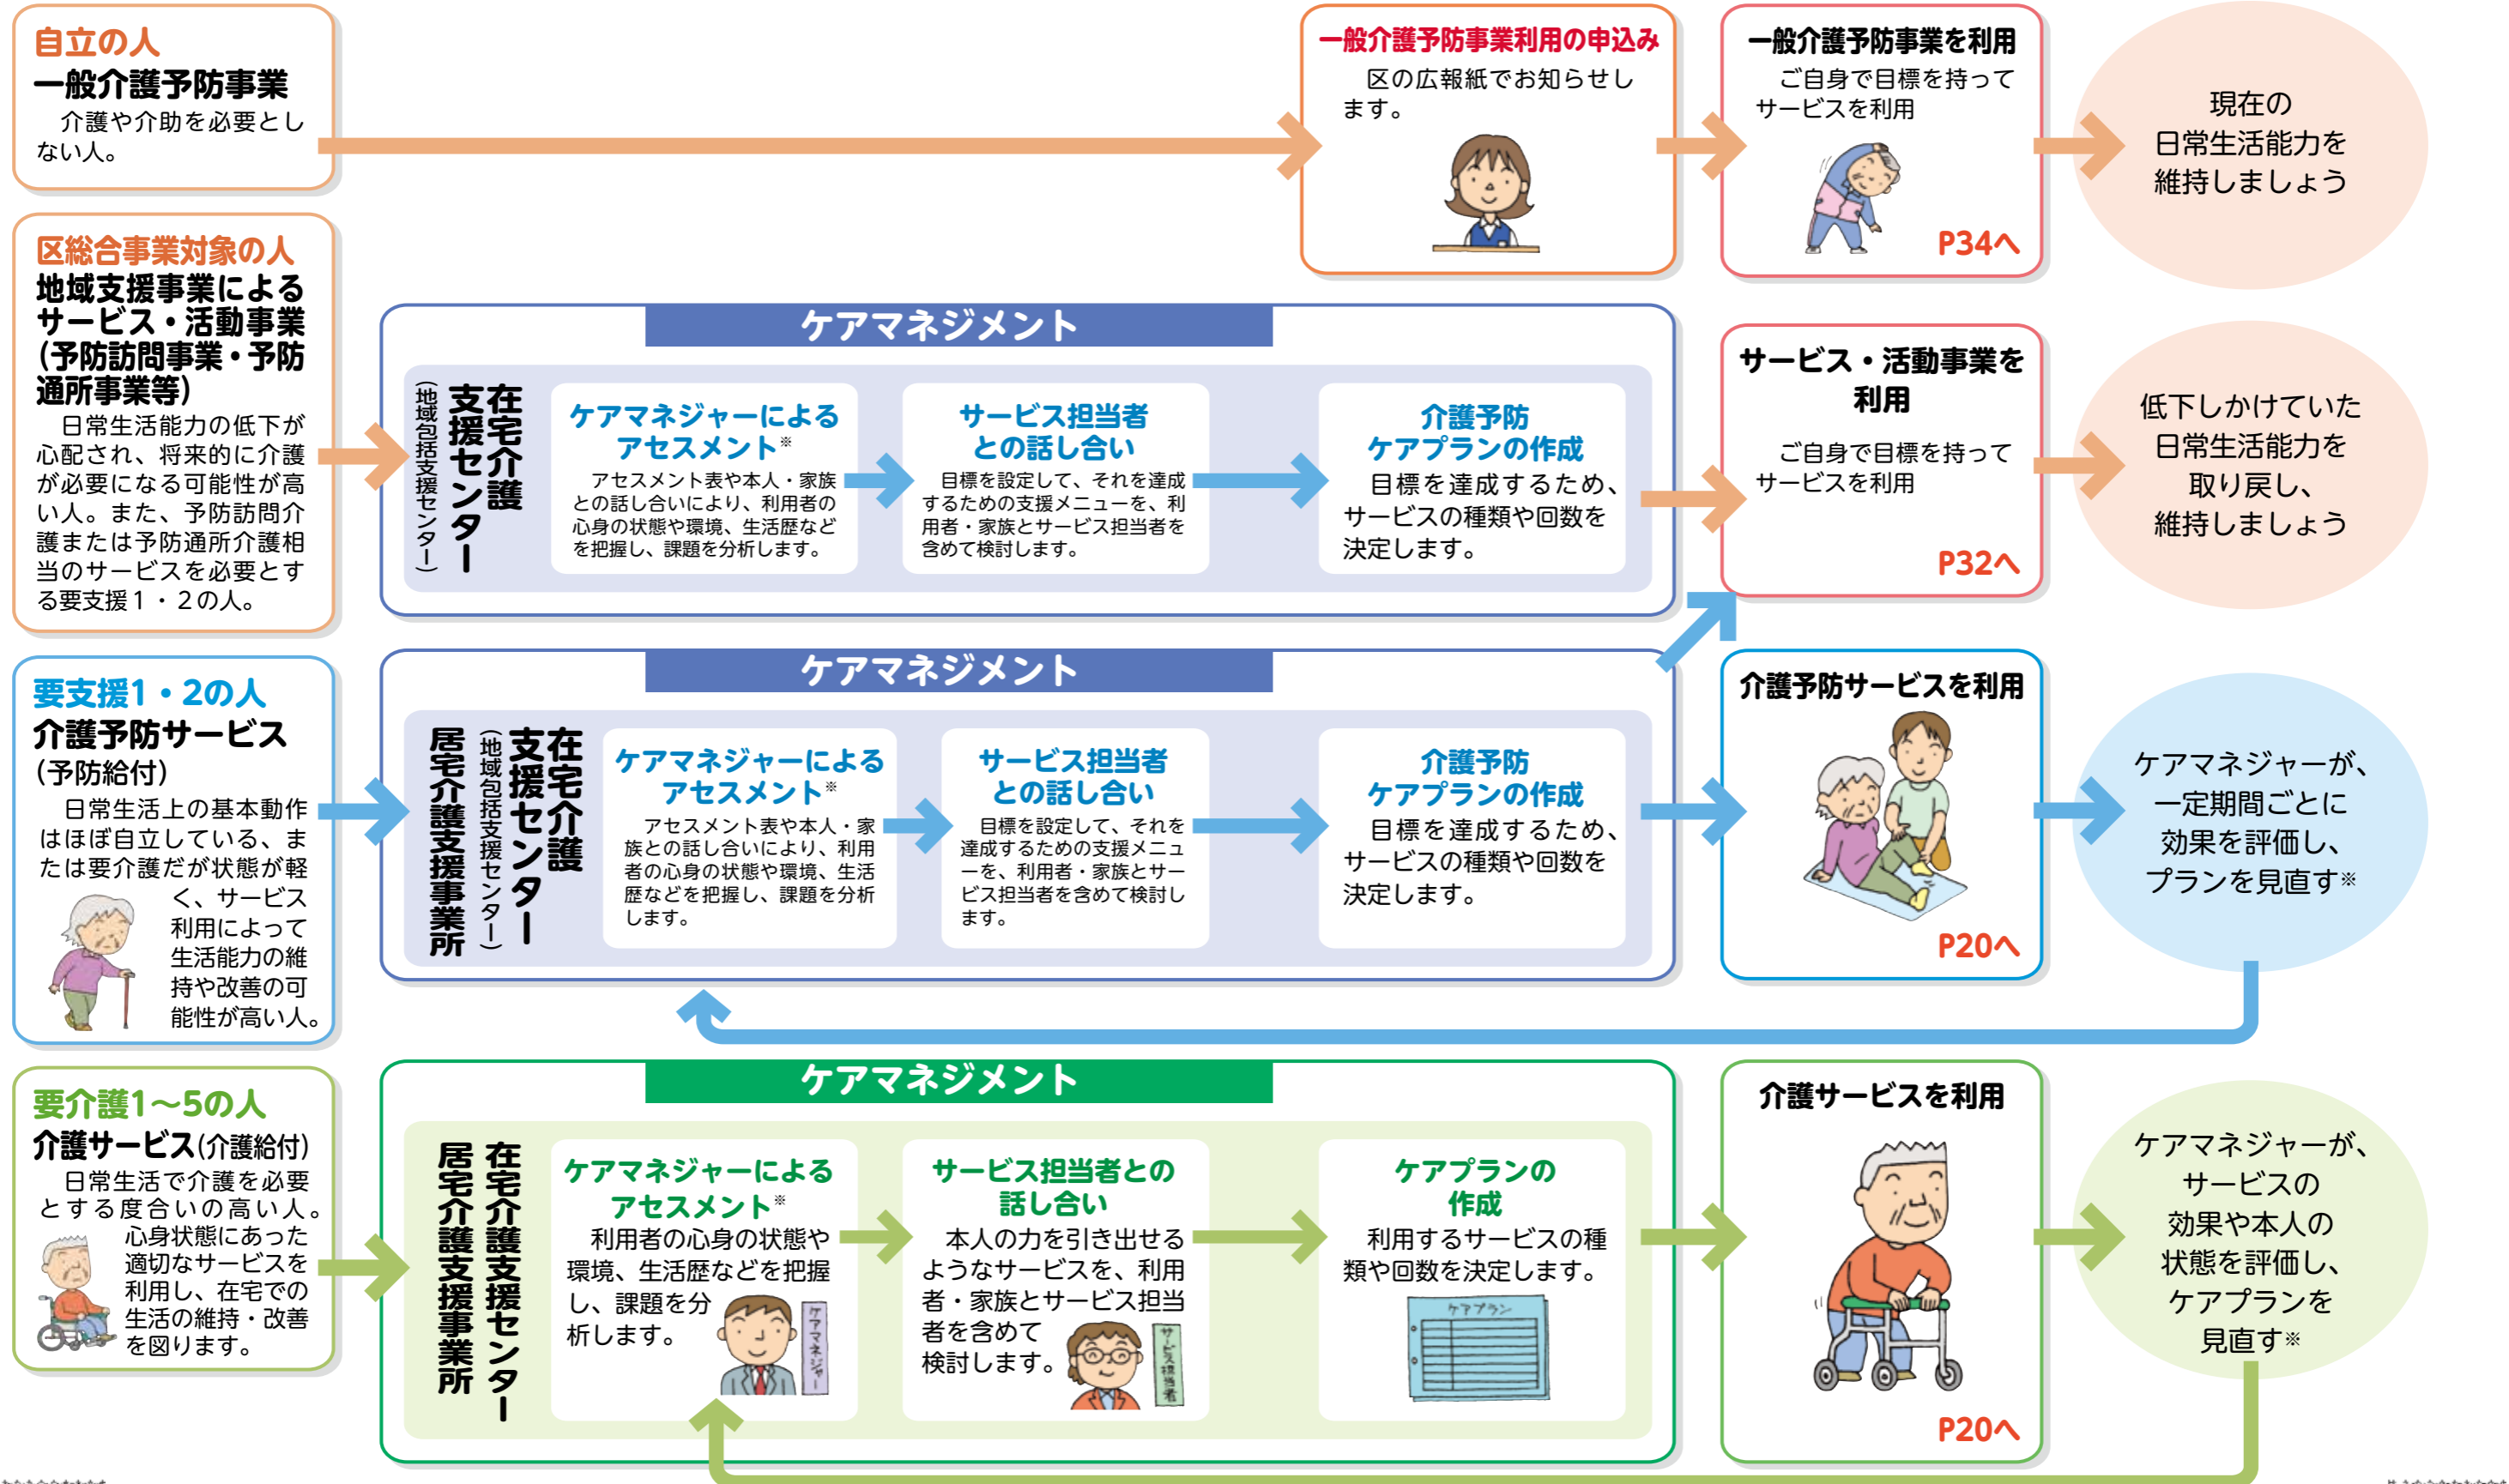 自立の人
一般介護予防事業
介護や介助を必要とし
ない人。
一般介護予防事業利用の申込み
区の広報紙でお知らせし
ます。
一般介護予防事業を利用
ご自身で目標を持って
サービスを利用
P34へ
現在の
日常生活能力を
維持しましょう
区総合事業対象の人
地域支援事業による
サービス・活動事業
(予防訪問事業・予防
通所事業等)
日常生活能力の低下が
心配され、将来的に介護
が必要になる可能性が高
い人。また、予防訪問介
護または予防通所介護相
当のサービスを必要とす
る要支援1・2の人。
ケアマネジメント
在宅介護
支援センター
(地域包括支援センター)
ケアマネジャーによる
アセスメント※
アセスメント表や本人・家族
との話し合いにより、利用者の
心身の状態や環境、生活歴など
を把握し、課題を分析します。
サービス担当者
との話し合い
目標を設定して、それを達成
するための支援メニューを、利
用者・家族とサービス担当者を
含めて検討します。
介護予防
ケアプランの作成
目標を達成するため、
サービスの種類や回数を
決定します。
サービス・活動事業を
利用
ご自身で目標を持って
サービスを利用
P32へ
低下しかけていた
日常生活能力を
取り戻し、
維持しましょう
要支援1・2の人
介護予防サービス
(予防給付)
日常生活上の基本動作
はほぼ自立している、ま
たは要介護だが状態が軽
く、サービス
利用によって
生活能力の維
持や改善の可
能性が高い人。
ケアマネジメント
在宅介護
支援センター
(地域包括支援センター)
居宅介護支援事業所
ケアマネジャーによる
アセスメント※
アセスメント表や本人・家
族との話し合いにより、利用
者の心身の状態や環境、生活
歴などを把握し、課題を分析
します。
サービス担当者
との話し合い
目標を設定して、それを
達成するための支援メニュ
ーを、利用者・家族とサー
ビス担当者を含めて検討し
ます。
介護予防
ケアプランの作成
目標を達成するため、
サービスの種類や回数を
決定します。
介護予防サービスを利用
P20へ
ケアマネジャーが、
一定期間ごとに
効果を評価し、
プランを見直す※
要介護1〜5の人
介護サービス(介護給付)
日常生活で介護を必要
とする度合いの高い人。
心身状態にあった
適切なサービスを
利用し、在宅での
生活の維持・改善
を図ります。
ケアマネジメント
在宅介護支援センター
居宅介護支援事業所
ケアマネジャーによる
アセスメント※
利用者の心身の状態や
環境、生活歴などを把握
し、課題を分
析します。
ケアマネジャー
サービス担当者との
話し合い
本人の力を引き出せる
ようなサービスを、利用
者・家族とサービス担当
者を含めて
検討します。
サービス担当者
ケアプランの
作成
利用するサービスの種
類や回数を決定します。
ケアプラン
介護サービスを利用
P20へ
ケアマネジャーが、
サービスの
効果や本人の
状態を評価し、
ケアプランを
見直す※